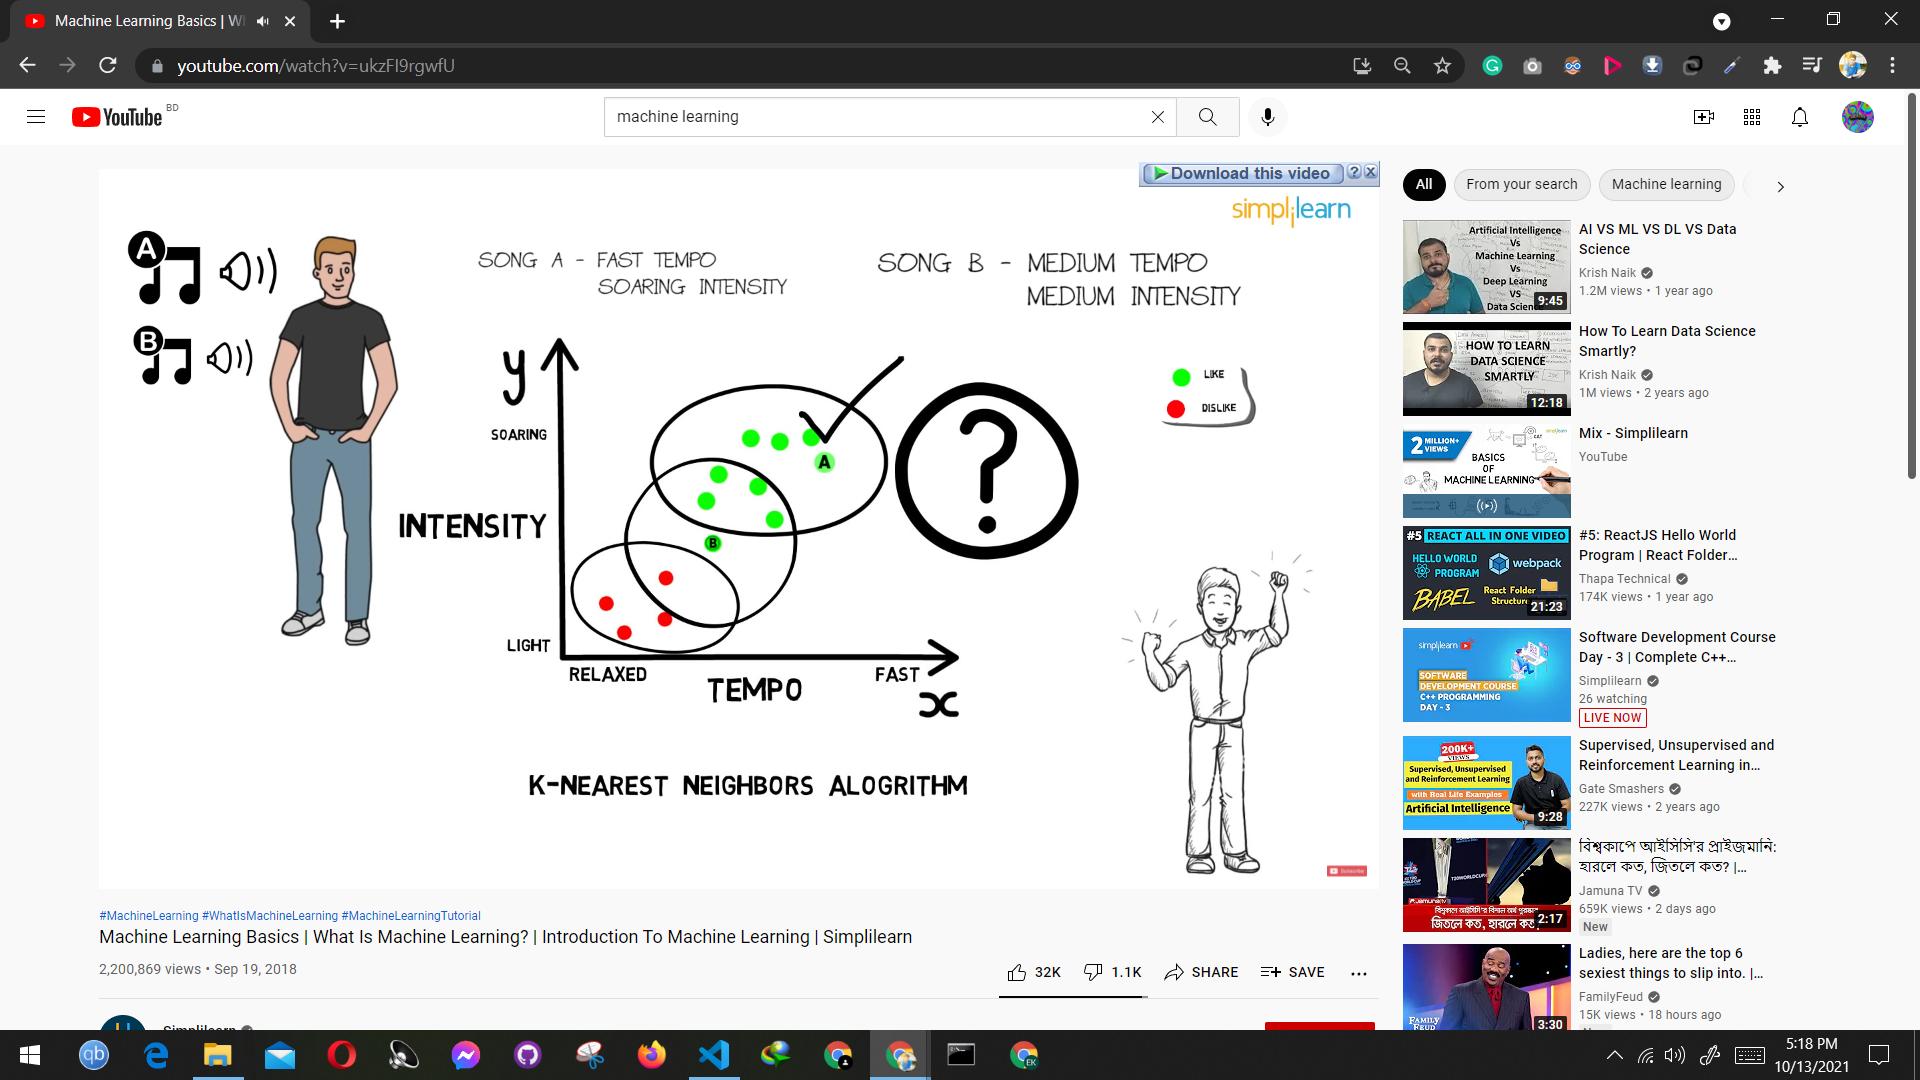 Machine Learning Basics | W
youtube.com/watch?v=ukzFI9rgwfU
YouTube
BD
machine learning
Download this video
?
X
simplilearn
A
B
SONG A - FAST TEMPO
SOARING INTENSITY
SONG B - MEDIUM TEMPO
MEDIUM INTENSITY
y
SOARING
INTENSITY
LIGHT
RELAXED
TEMPO
FAST
x
A
B
?
LIKE
DISLIKE
K-NEAREST NEIGHBORS ALOGRITHM
Subscribe
#MachineLearning #WhatIsMachineLearning #MachineLearningTutorial
Machine Learning Basics | What Is Machine Learning? | Introduction To Machine Learning | Simplilearn
2,200,869 views • Sep 19, 2018
32K
1.1K
SHARE
SAVE
Simplilearn
All
From your search
Machine learning
Artificial Intelligence
Vs
Machine Learning
Vs
Deep Learning
VS
9:45
AI VS ML VS DL VS Data
Science
Krish Naik
1.2M views • 1 year ago
HOW TO LEARN
DATA SCIENCE
SMARTLY
12:18
How To Learn Data Science
Smartly?
Krish Naik
1M views • 2 years ago
2 MILLION+
VIEWS
CAT
simplilearn
BASICS
OF
MACHINE LEARNING
Mix - Simplilearn
YouTube
#5 REACT ALL IN ONE VIDEO
HELLO WORLD
PROGRAM
webpack
BABEL
React Folder
21:23
#5: ReactJS Hello World
Program | React Folder...
Thapa Technical
174K views • 1 year ago
simplilearn
SOFTWARE
DEVELOPMENT COURSE
C++ PROGRAMMING
DAY - 3
Software Development Course
Day - 3 | Complete C++...
Simplilearn
26 watching
LIVE NOW
200K+
VIEWS
Supervised, Unsupervised
and Reinforcement Learning
with Real Life Examples
Artificial Intelligence
9:28
Supervised, Unsupervised and
Reinforcement Learning in...
Gate Smashers
227K views • 2 years ago
জিতলে কত, হারলে কত?
2:17
বিশ্বকাপে আইসিসি'র প্রাইজমানি:
হারলে কত, জিতলে কত? |...
Jamuna TV
659K views • 2 days ago
New
FAMILY
FEUD
3:30
Ladies, here are the top 6
sexiest things to slip into. |...
FamilyFeud
15K views • 18 hours ago
qb
EK
5:18 PM
10/13/2021